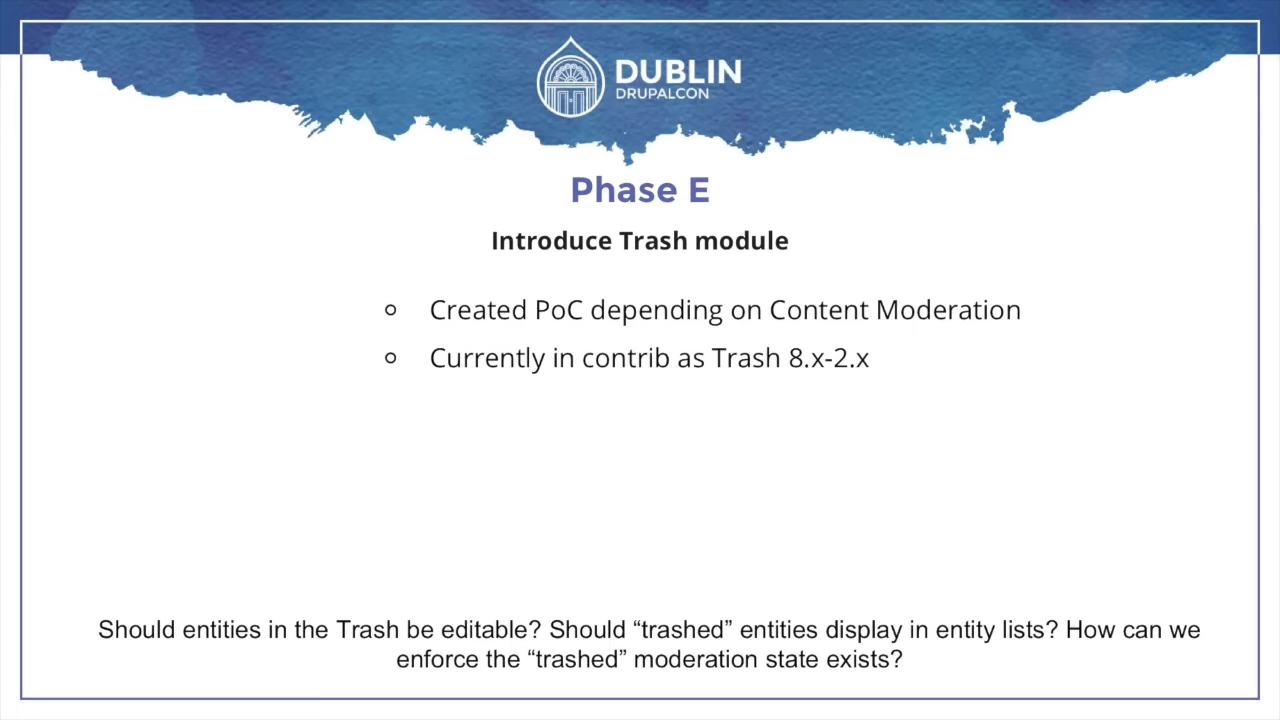 DUBLIN
DRUPALCON
Phase E
Introduce Trash module
Created PoC depending on Content Moderation
Currently in contrib as Trash 8.x-2.x
Should entities in the Trash be editable? Should “trashed” entities display in entity lists? How can we
enforce the “trashed” moderation state exists?